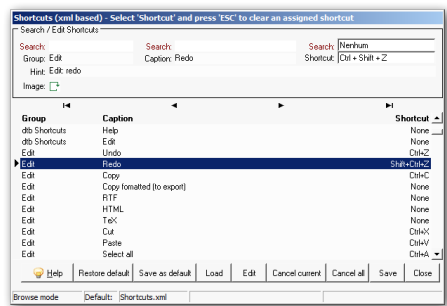 Shortcuts (xml based) - Select 'Shortcut' and press 'ESC' to clear an assigned shortcut
Search / Edit Shortcuts
Search: Search: Search: Nenhum
Group: Edit Caption: Redo Shortcut: Ctrl + Shift + Z
Hint: Edit: redo
Image:
Group Caption Shortcut
dtb Shortcuts Help None
dtb Shortcuts Edit None
Edit Undo Ctrl+Z
Edit Redo Shift+Ctrl+Z
Edit Copy Ctrl+C
Edit Copy fomatted (to export) None
Edit RTF None
Edit HTML None
Edit TeX None
Edit Cut Ctrl+X
Edit Paste Ctrl+V
Edit Select all Ctrl+A
Help Restore default Save as default Load Edit Cancel current Cancel all Save Close
Browse mode Default: Shortcuts.xml